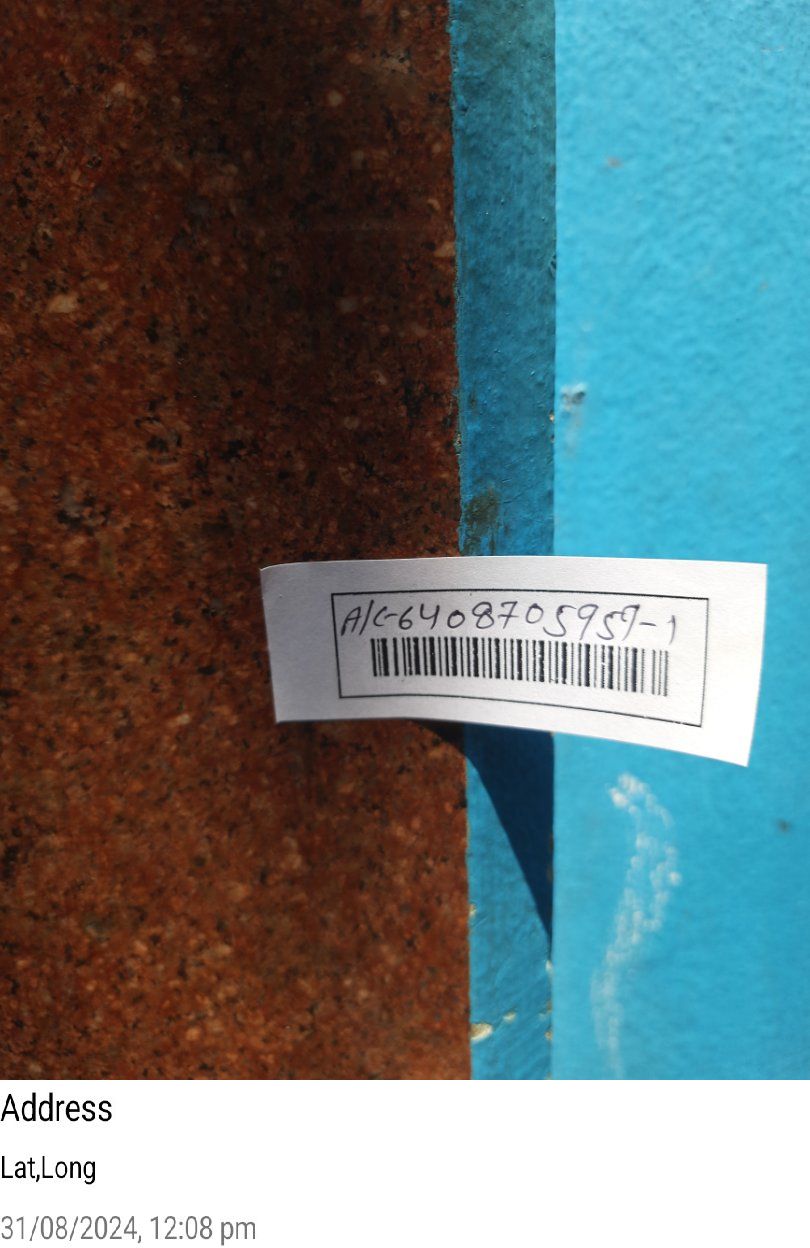 A/C-6408705959-1
Address
Lat,Long
31/08/2024, 12:08 pm